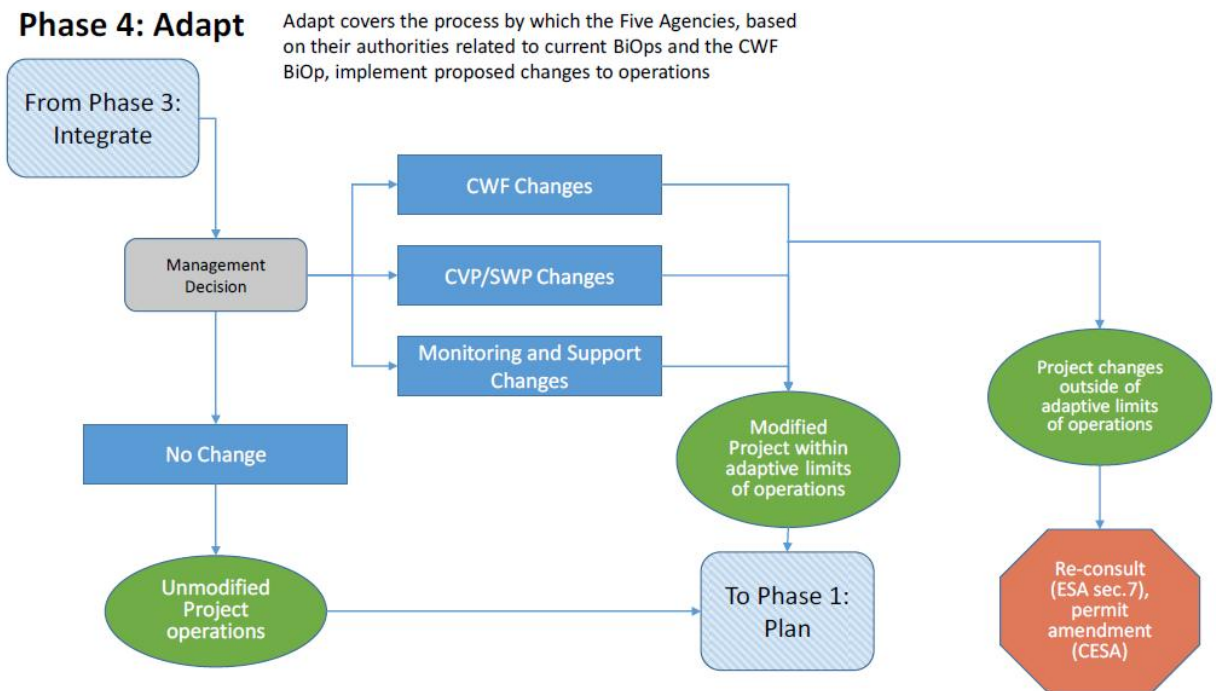 Phase 4: Adapt
Adapt covers the process by which the Five Agencies, based
on their authorities related to current BiOps and the CWF
BiOp, implement proposed changes to operations
From Phase 3:
Integrate
CWF Changes
Management
Decision
CVP/SWP Changes
Monitoring and Support
Changes
Project changes
outside of
adaptive limits
of operations
No Change
Modified
Project within
adaptive limits
of operations
Unmodified
Project
operations
To Phase 1:
Plan
Re-consult
(ESA sec.7),
permit
amendment
(CESA)